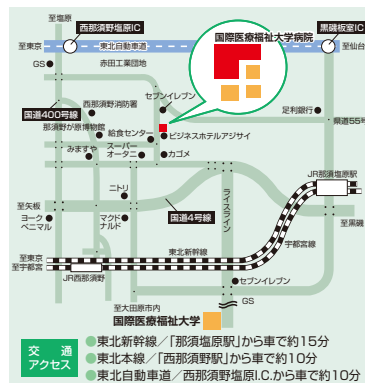 至塩原
西那須野塩原IC
国際医療福祉大学病院
黒磯板室IC
至東京
東北自動車道
至仙台
GS
赤田工業団地
セブンイレブン
西那須野消防署
足利銀行
国道400号線
県道55号
那須野が原博物館
給食センター
ビジネスホテルアジサイ
みますや
スーパー
オータニ
カゴメ
JR那須塩原駅
ニトリ
ライスライン
至矢板
国道4号線
ヨーク
ベニマル
マクド
ナルド
至黒磯
宇都宮線
至東京
東北新幹線
至宇都宮
JR西那須野
セブンイレブン
至大田原市内
GS
国際医療福祉大学
交通
アクセス
●東北新幹線/「那須塩原駅」から車で約15分
●東北本線/「西那須野駅」から車で約10分
●東北自動車道/西那須野塩原I.C.から車で約10分